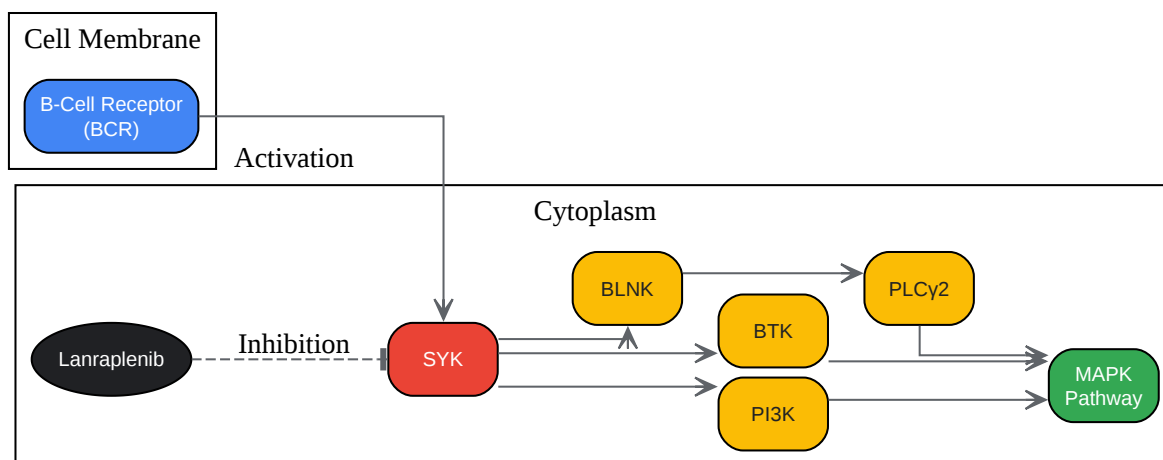 Cell Membrane
B-Cell Receptor
(BCR)
Activation
Cytoplasm
BLNK
PLCγ2
BTK
Lanraplenib
Inhibition
SYK
MAPK
Pathway
PI3K